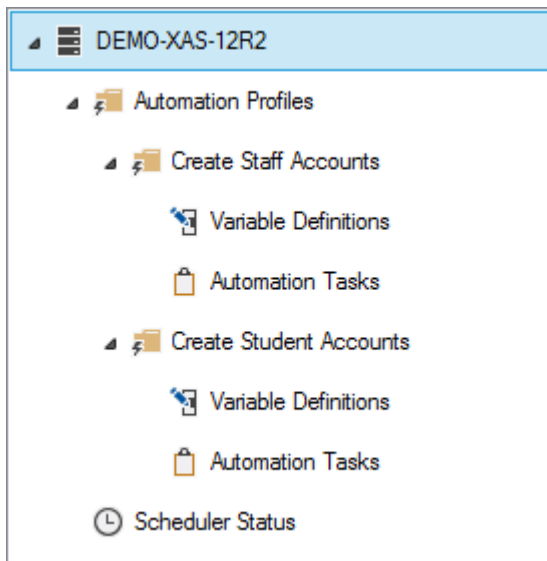 DEMO-XAS-12R2
Automation Profiles
Create Staff Accounts
Variable Definitions
Automation Tasks
Create Student Accounts
Variable Definitions
Automation Tasks
Scheduler Status